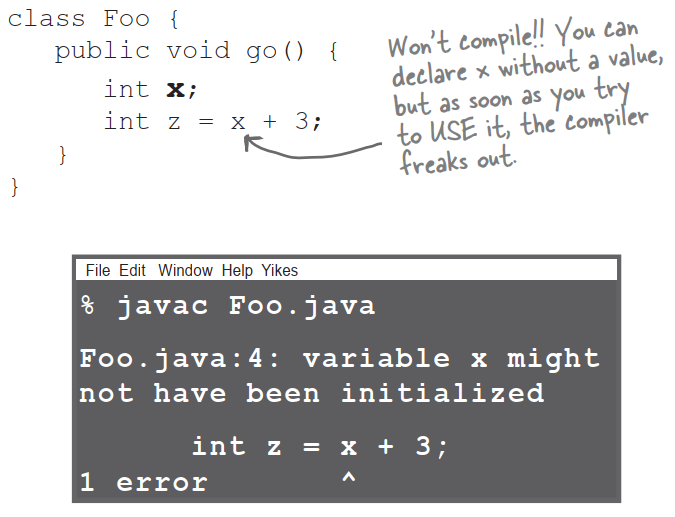 class Foo {
public void go() {
int x;
int z = x + 3;
}
}
Won't compile!! You can
declare x without a value,
but as soon as you try
to USE it, the compiler
freaks out.
File Edit Window Help Yikes
% javac Foo.java
Foo.java:4: variable x might
not have been initialized
int z = x + 3;
1 error ^